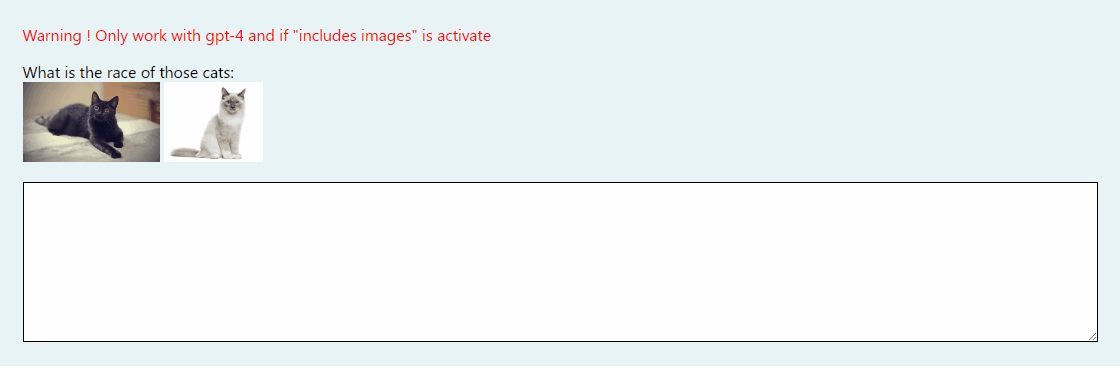 Warning ! Only work with gpt-4 and if "includes images" is activate
What is the race of those cats: